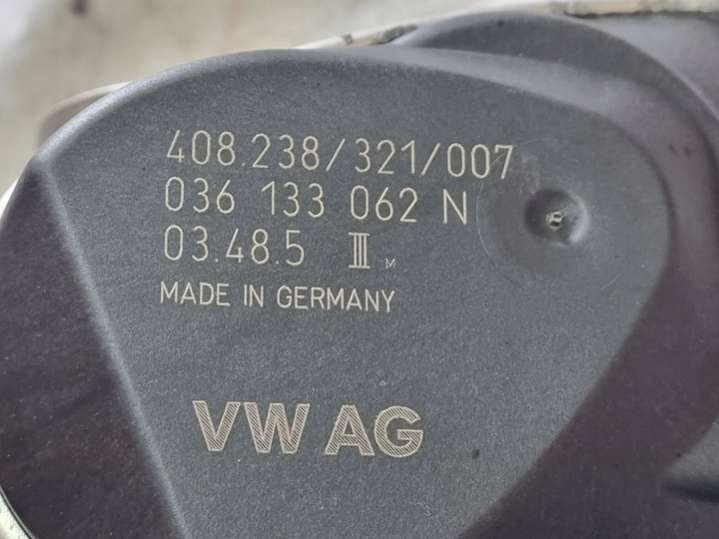 408.238/321/007
036 133 062 N
03.48.5 III M
MADE IN GERMANY
VW AG